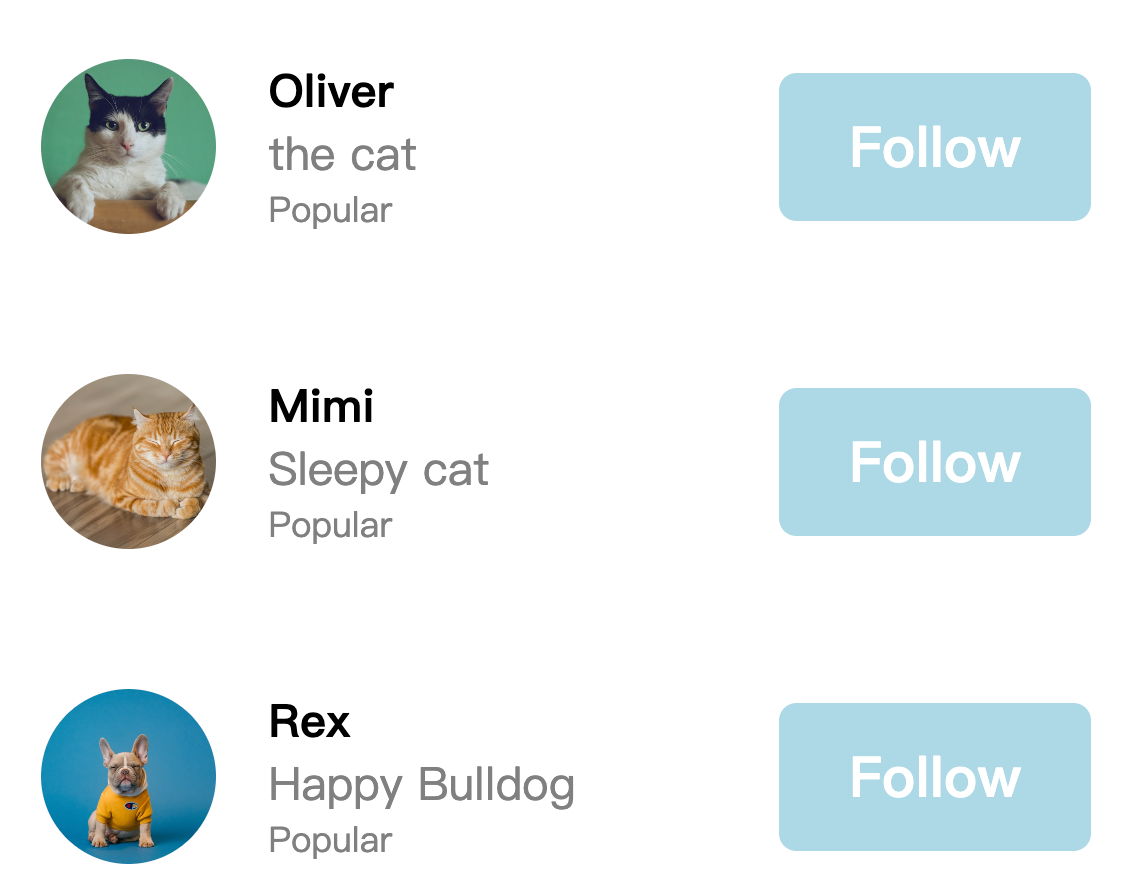 Oliver
the cat
Popular
Follow
Mimi
Sleepy cat
Popular
Follow
Rex
Happy Bulldog
Popular
Follow